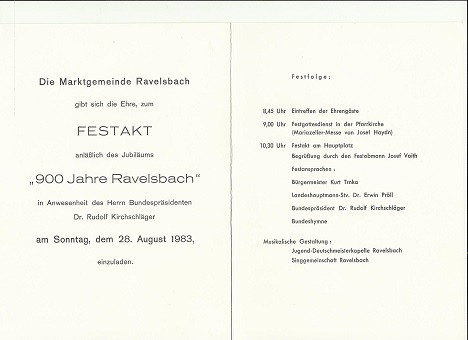 Die Marktgemeinde Ravelsbach
gibt sich die Ehre, zum
FESTAKT
anläßlich des Jubiläums
„900 Jahre Ravelsbach"
in Anwesenheit des Herrn Bundespräsidenten
Dr. Rudolf Kirchschläger
am Sonntag, dem 28. August 1983,
einzuladen.
Festfolge:
8,45 Uhr Eintreffen der Ehrengäste
9,00 Uhr Festgottesdienst in der Pfarrkirche
(Mariazeller-Messe von Josef Haydn)
10,30 Uhr Festakt am Hauptplatz
Begrüßung durch den Festobmann Josef Voith
Festansprachen:
Bürgermeister Kurt Trnka
Landeshauptmann-Stv. Dr. Erwin Pröll
Bundespräsident Dr. Rudolf Kirchschläger
Bundeshymne
Musikalische Gestaltung:
Jugend-Deutschmeisterkapelle Ravelsbach
Singgemeinschaft Ravelsbach